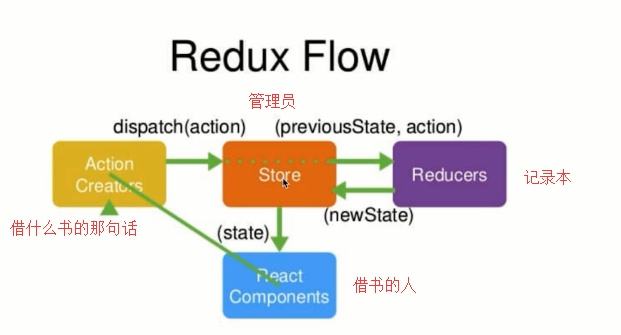 Redux Flow
管理员
dispatch(action)
(previousState, action)
Action
Creators
Store
Reducers
记录本
(newState)
借什么书的那句话
(state)
React
Components
借书的人